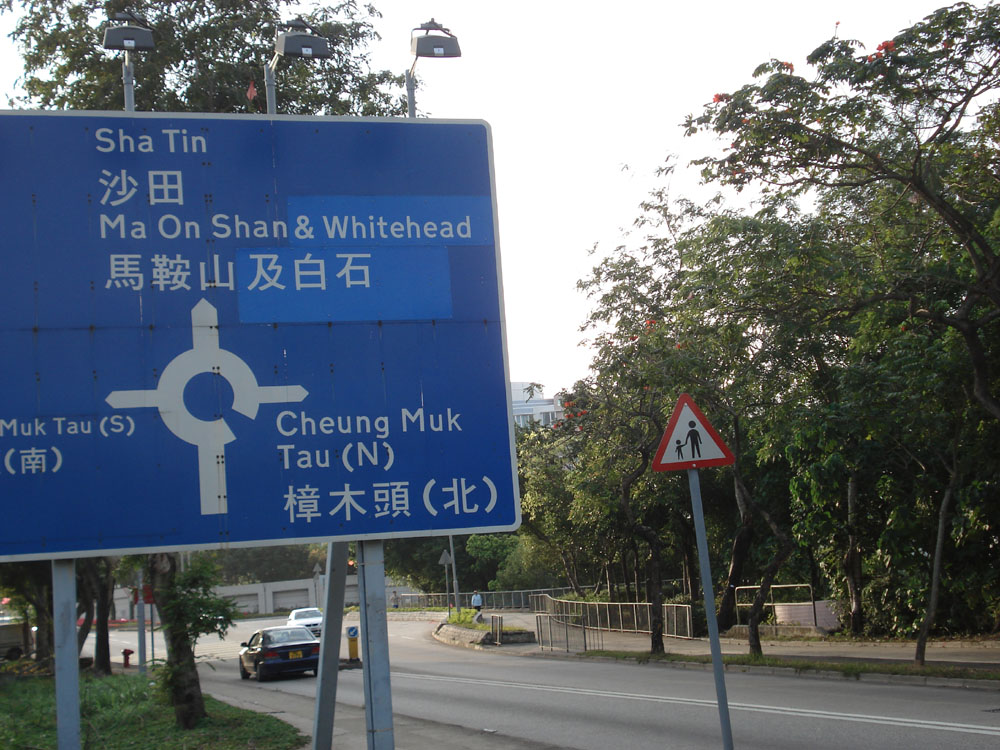 Sha Tin
沙田
Ma On Shan & Whitehead
馬鞍山及白石
Muk Tau (S)
(南)
Cheung Muk
Tau (N)
樟木頭(北)